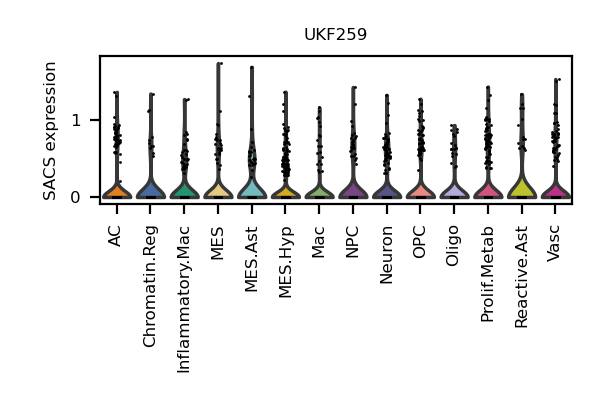 UKF259
SACS expression
1
0
AC
Chromatin.Reg
Inflammatory.Mac
MES
MES.Ast
MES.Hyp
Mac
NPC
Neuron
OPC
Oligo
Prolif.Metab
Reactive.Ast
Vasc